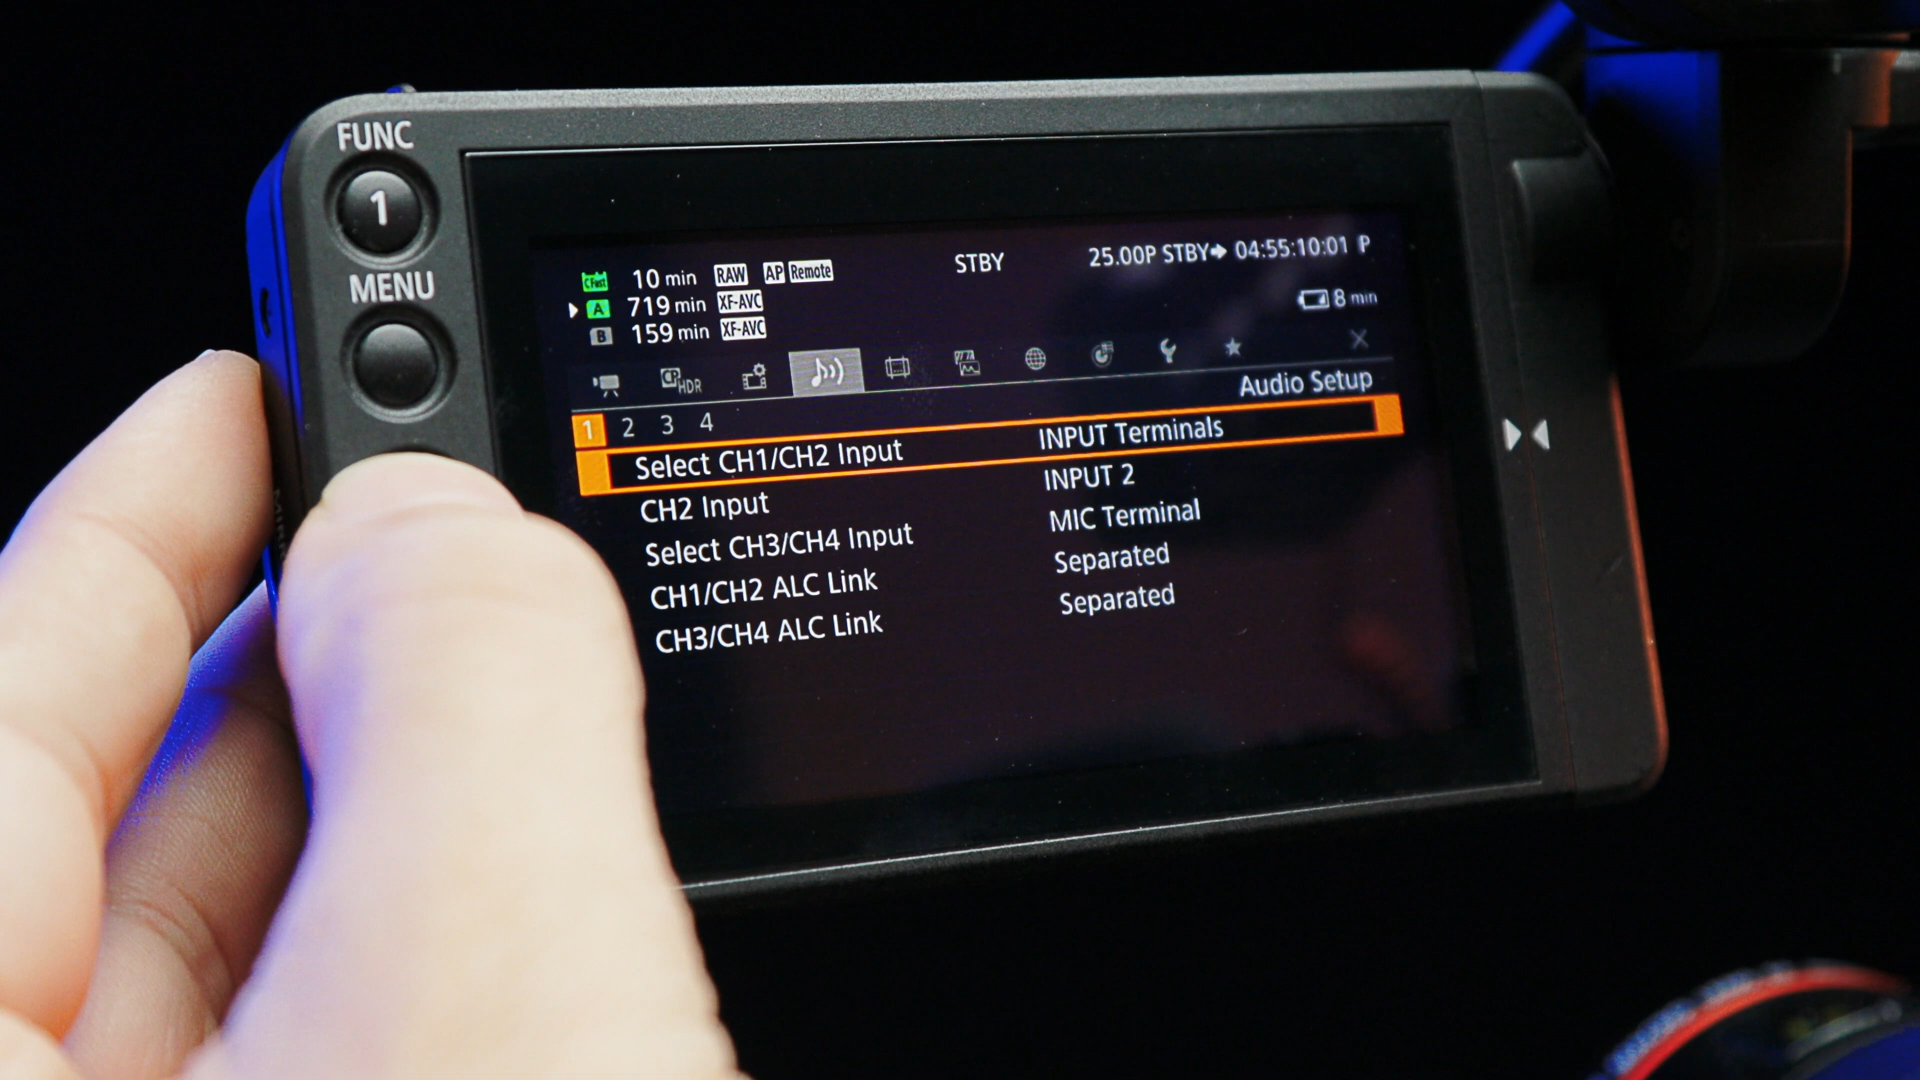 FUNC
1
MENU
CFast 10 min RAW AP Remote
STBY
25.00P STBY 04:55:10:01 P
A 719 min XF-AVC
8 min
B 159 min XF-AVC
CP HDR
Audio Setup
1 2 3 4
Select CH1/CH2 Input INPUT Terminals
CH2 Input INPUT 2
Select CH3/CH4 Input MIC Terminal
CH1/CH2 ALC Link Separated
CH3/CH4 ALC Link Separated